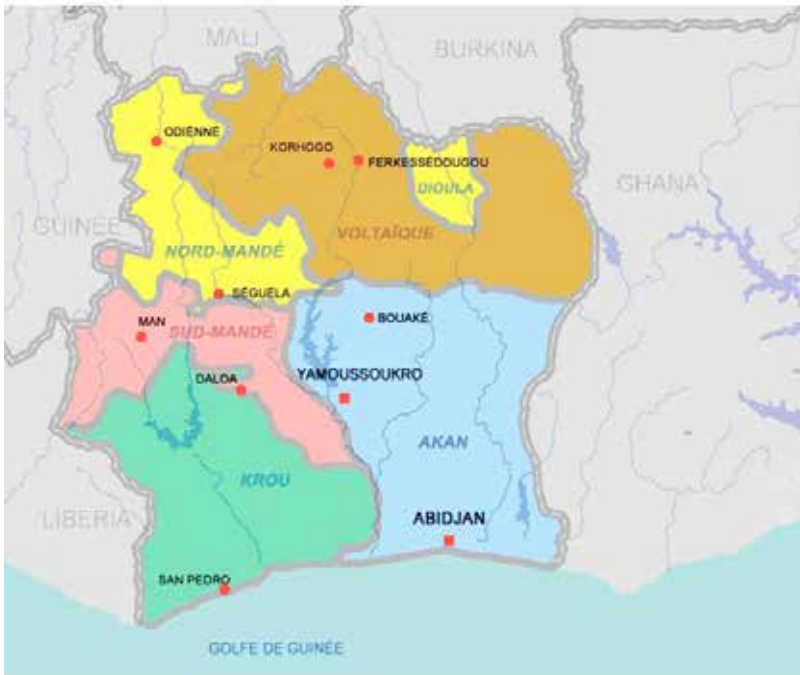 MALI
BURKINA
ODIENNÉ
KORHOGO
FERKESSÉDOUGOU
DIOULA
GHANA
GUINÉE
VOLTAÏQUE
NORD-MANDÉ
SÉGUÉLA
MAN
SUD-MANDÉ
BOUAKÉ
DALOA
YAMOUSSOUKRO
AKAN
KROU
LIBERIA
ABIDJAN
SAN PEDRO
GOLFE DE GUINÉE